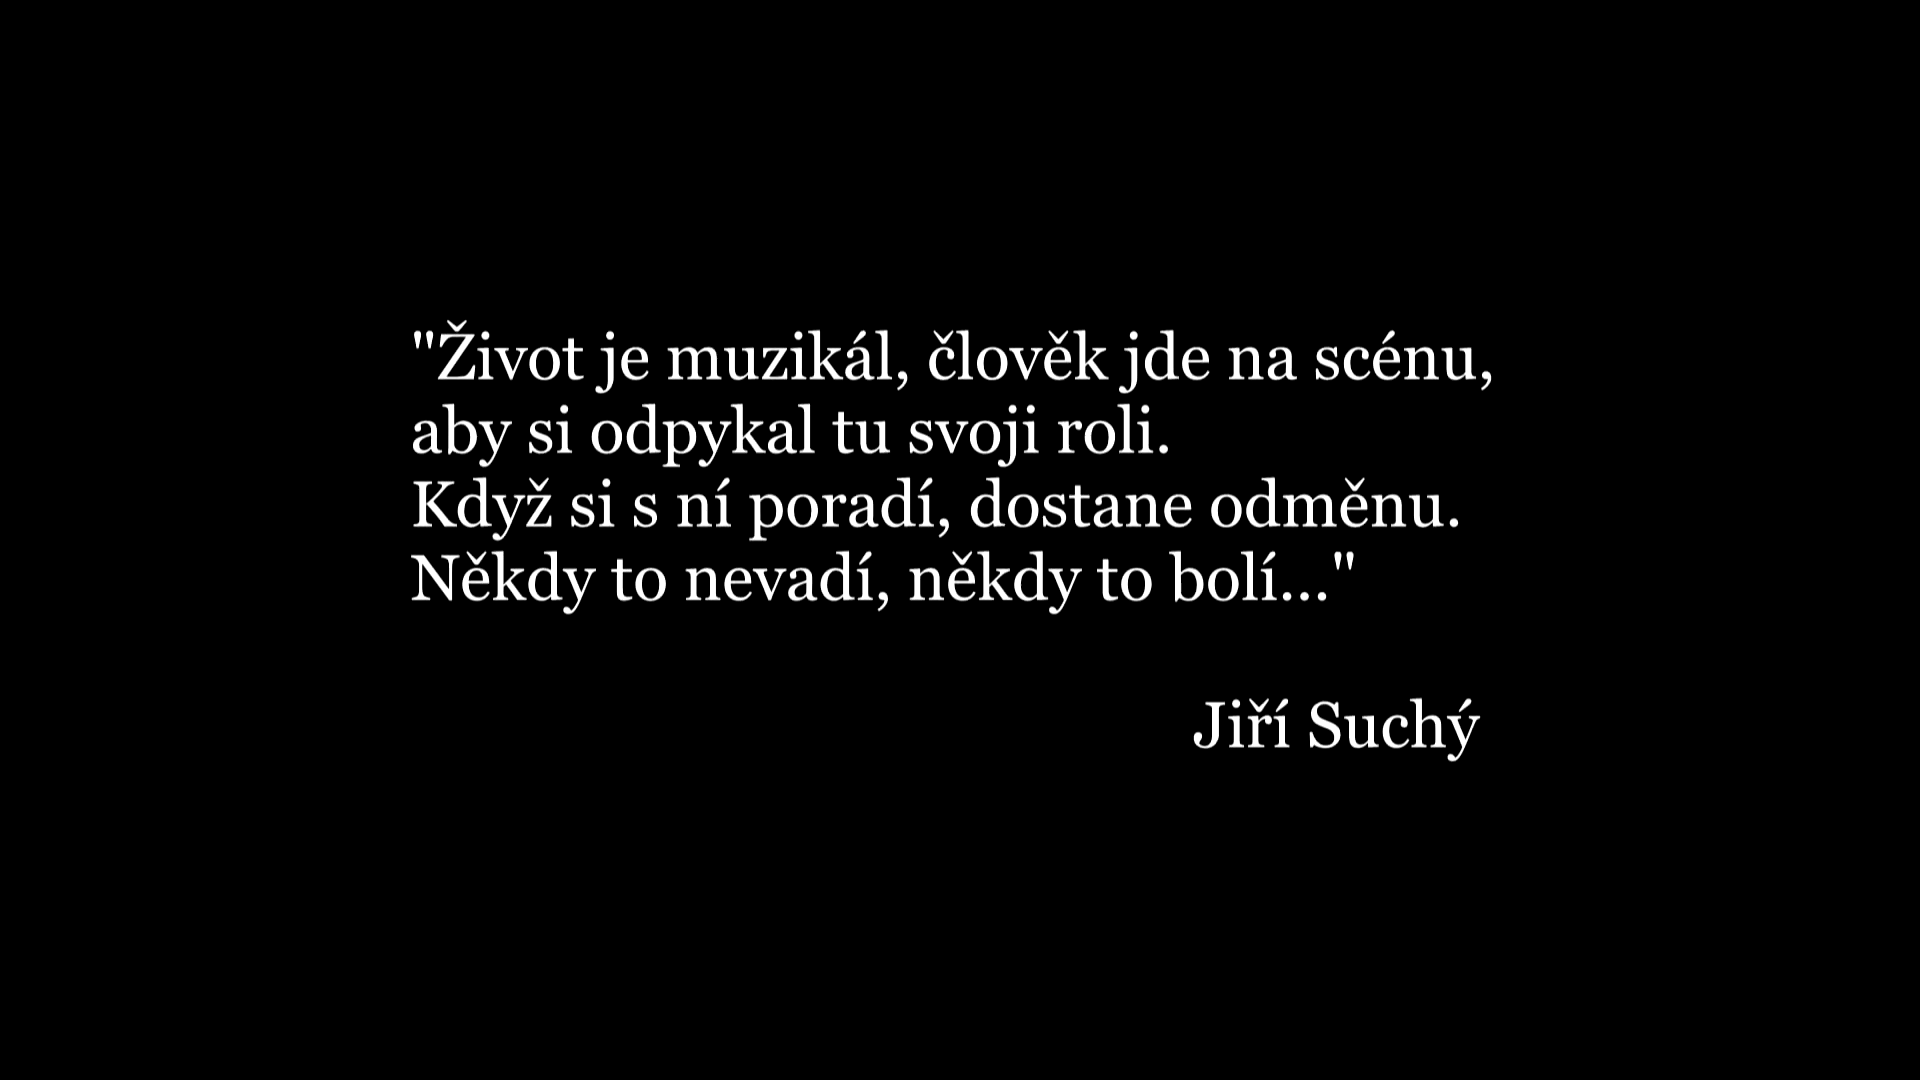 "Život je muzikál, člověk jde na scénu,
aby si odpykal tu svoji roli.
Když si s ní poradí, dostane odměnu.
Někdy to nevadí, někdy to bolí..."
Jiří Suchý